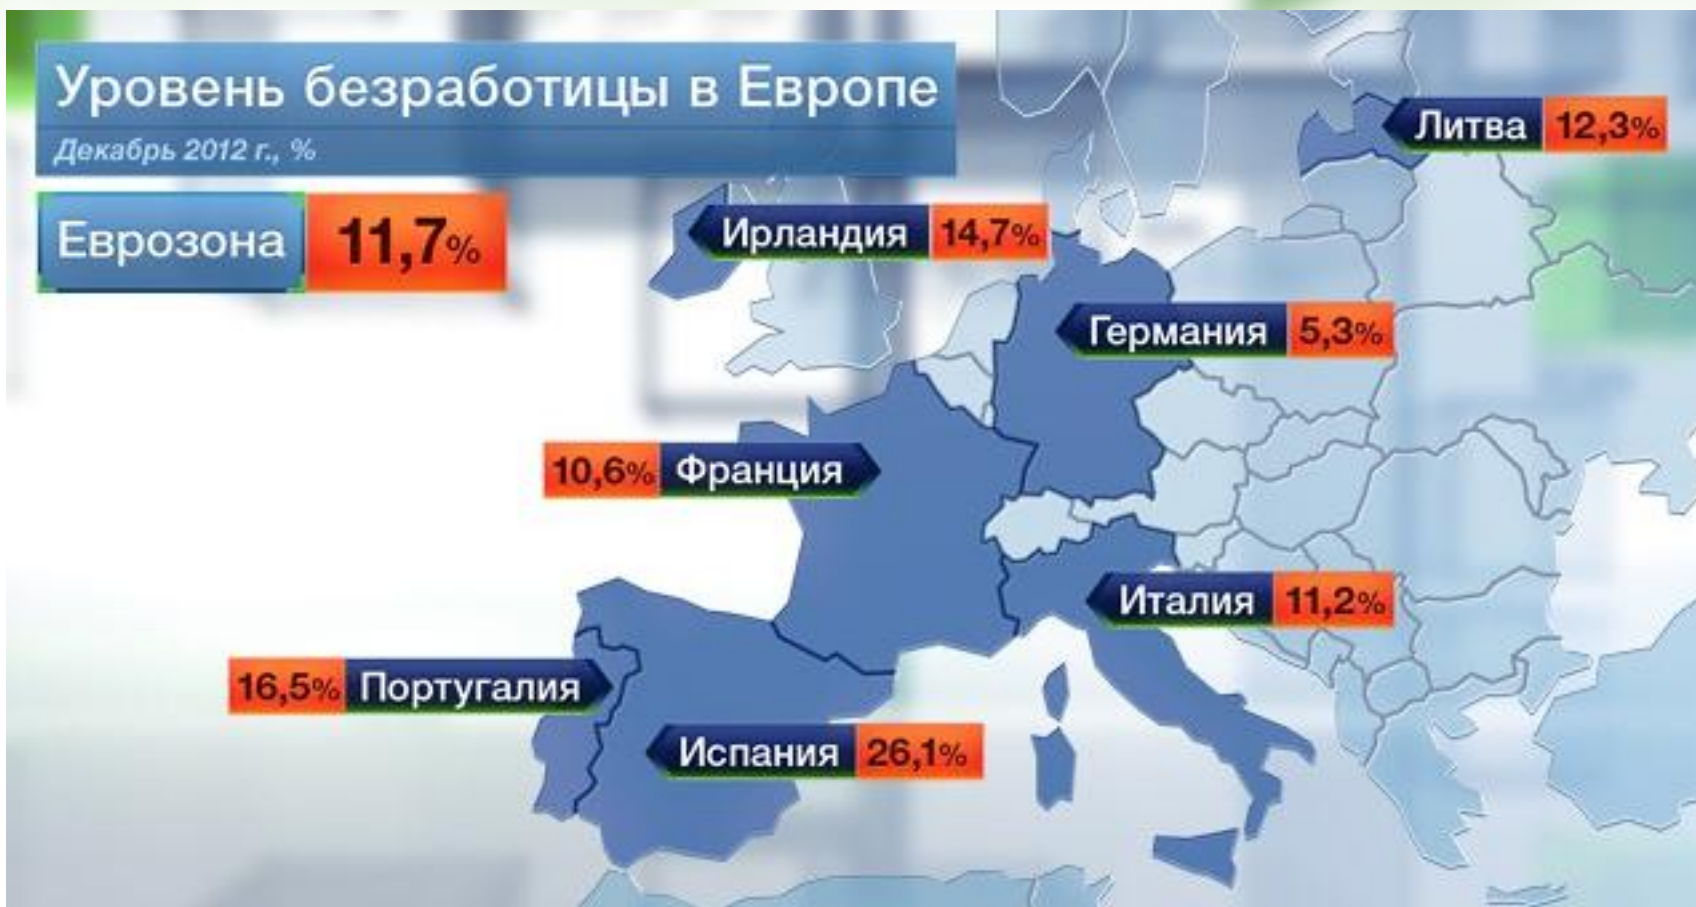 Уровень безработицы в Европе
Декабрь 2012 г., %
Еврозона 11,7%
Литва 12,3%
Ирландия 14,7%
Германия 5,3%
10,6% Франция
Италия 11,2%
16,5% Португалия
Испания 26,1%